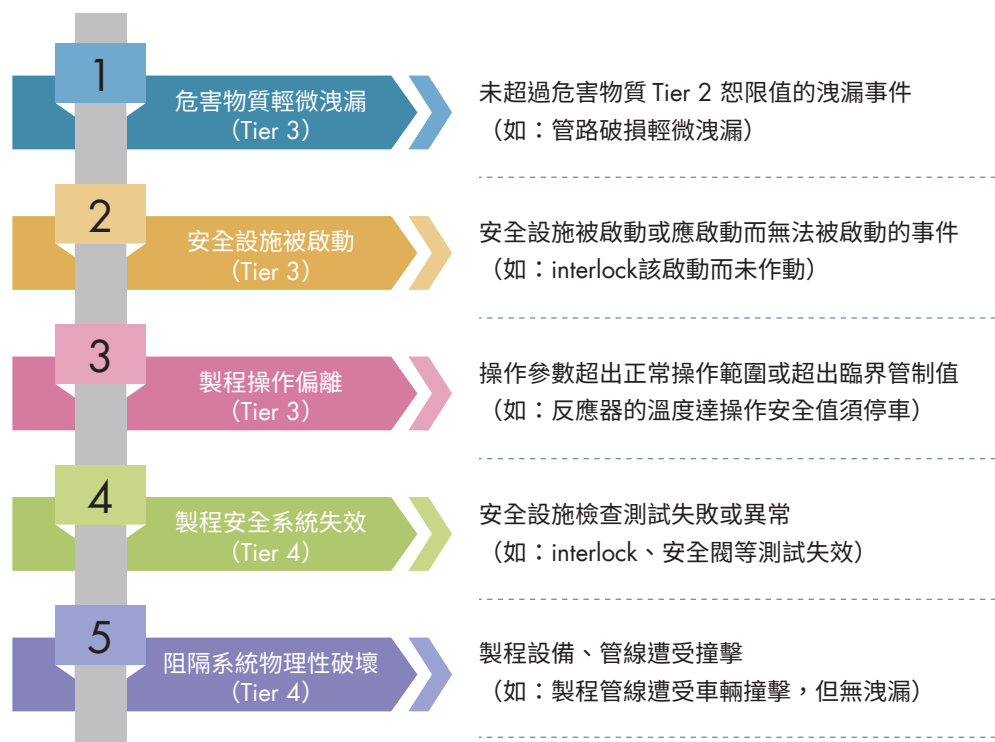 1
危害物質輕微洩漏
（Tier 3）
未超過危害物質 Tier 2 恕限值的洩漏事件
（如：管路破損輕微洩漏）
2
安全設施被啟動
（Tier 3）
安全設施被啟動或應啟動而無法被啟動的事件
（如：interlock該啟動而未作動）
3
製程操作偏離
（Tier 3）
操作參數超出正常操作範圍或超出臨界管制值
（如：反應器的溫度達操作安全值須停車）
4
製程安全系統失效
（Tier 4）
安全設施檢查測試失敗或異常
（如：interlock、安全閥等測試失效）
5
阻隔系統物理性破壞
（Tier 4）
製程設備、管線遭受撞擊
（如：製程管線遭受車輛撞擊，但無洩漏）